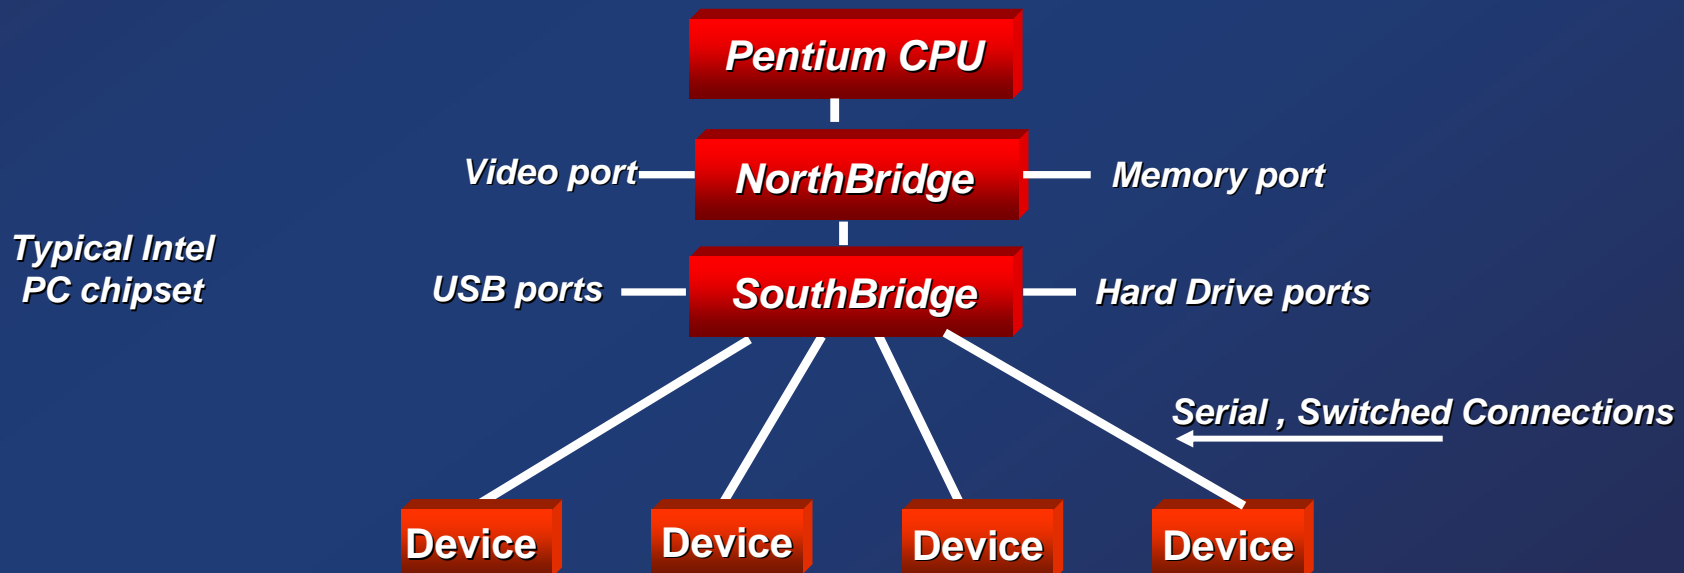 Pentium CPU
Video port
NorthBridge
Memory port
Typical Intel
PC chipset
USB ports
SouthBridge
Hard Drive ports
Serial , Switched Connections
Device
Device
Device
Device